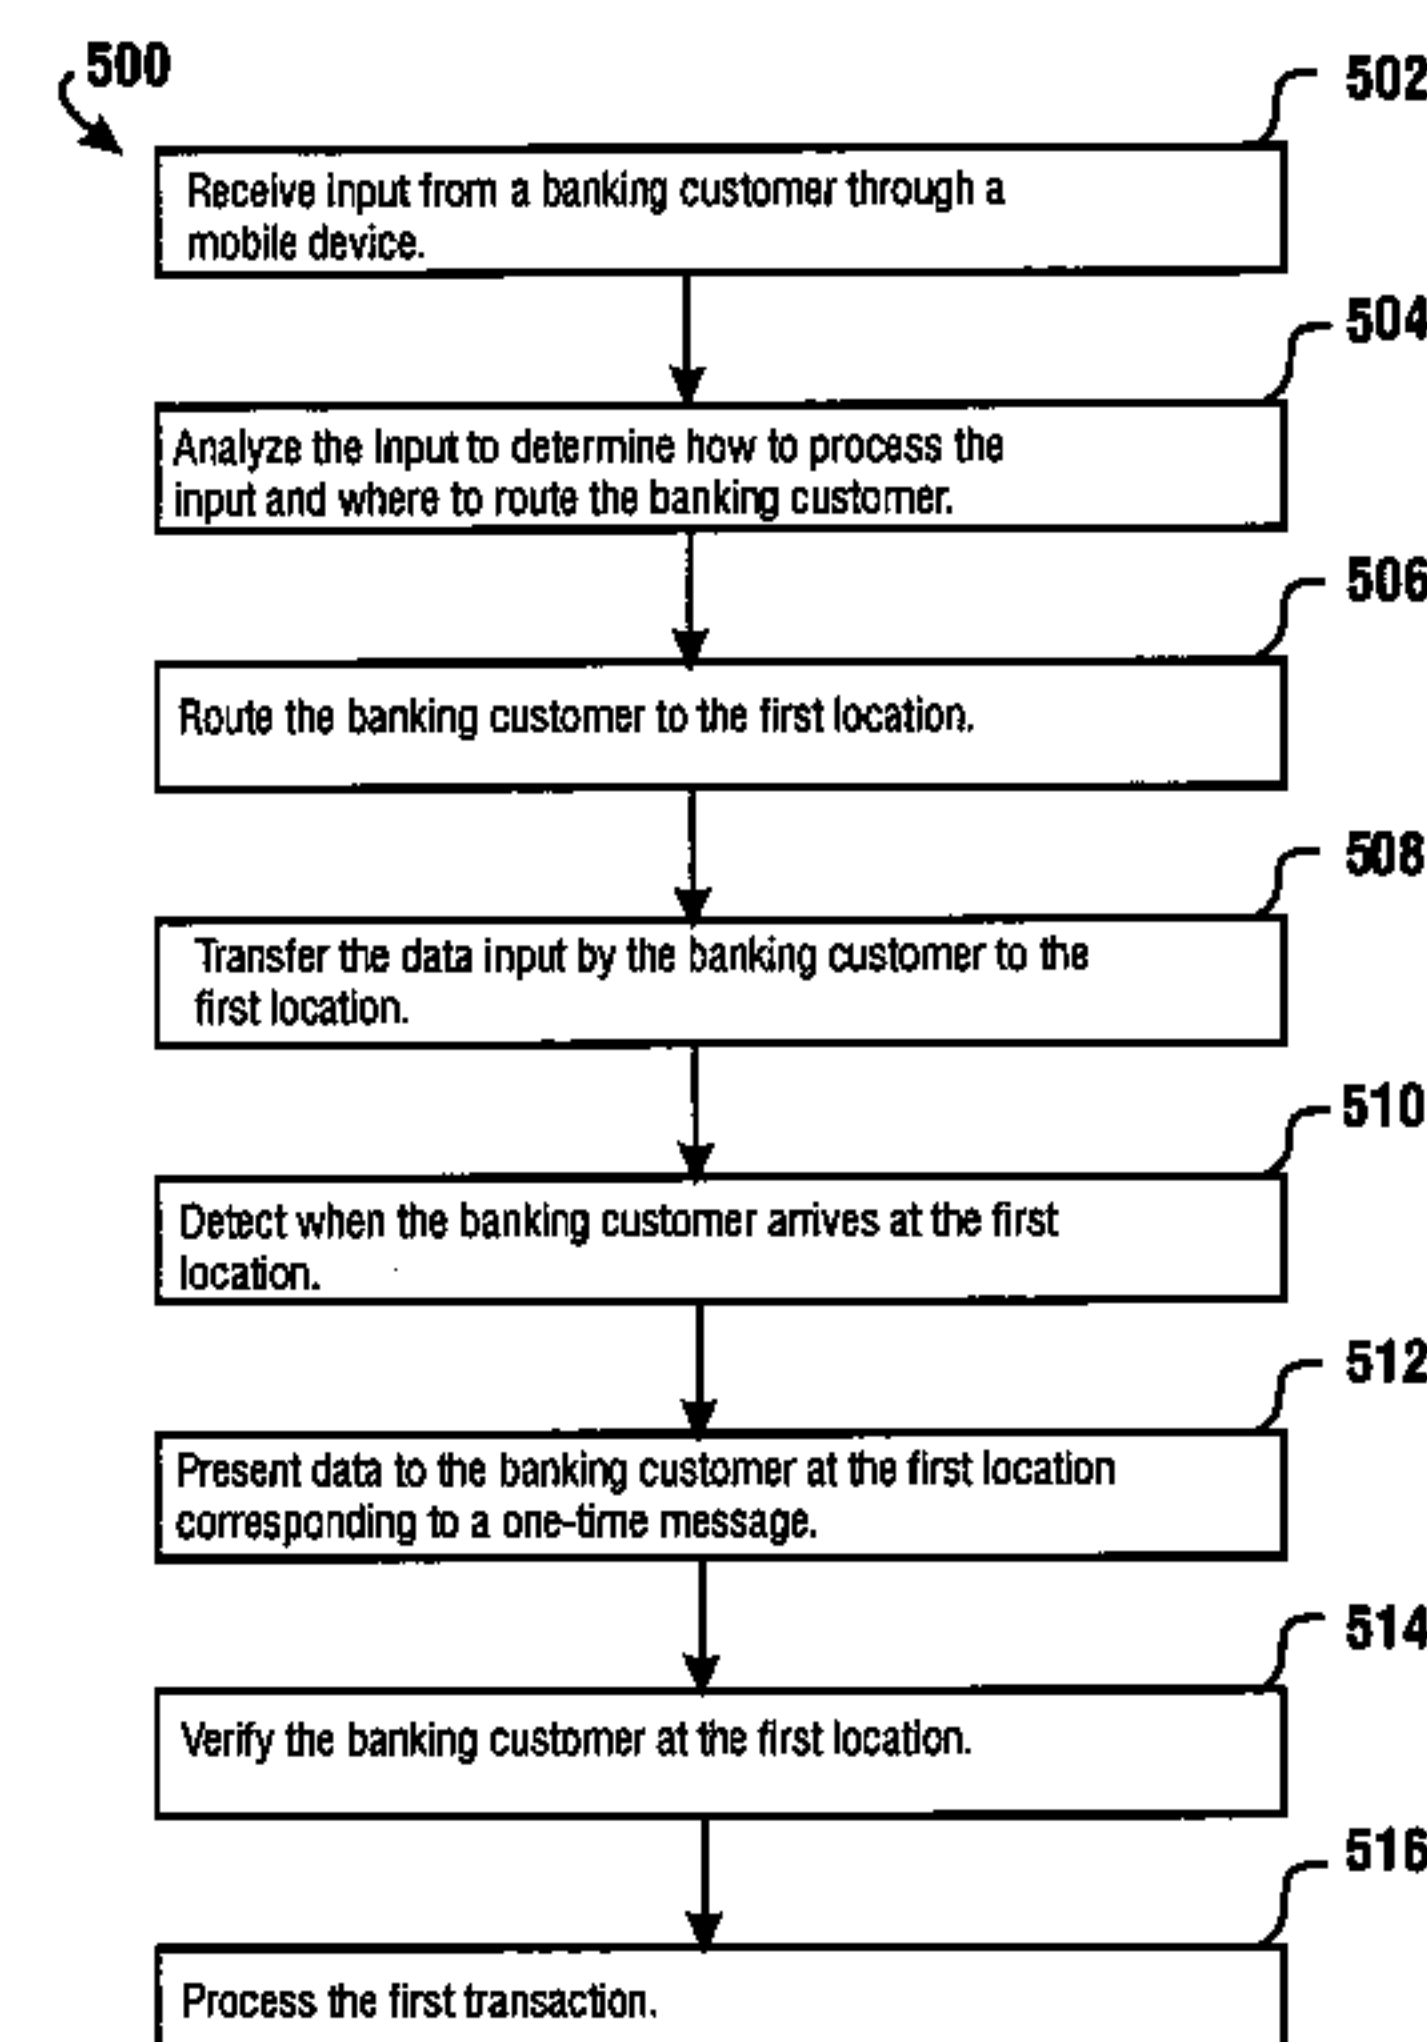 500
502
Receive input from a banking customer through a
mobile device.
504
Analyze the Input to determine how to process the
input and where to route the banking customer.
506
Route the banking customer to the first location.
508
Transfer the data input by the banking customer to the
first location.
510
Detect when the banking customer arrives at the first
location.
512
Present data to the banking customer at the first location
corresponding to a one-time message.
514
Verify the banking customer at the first location.
516
Process the first transaction.